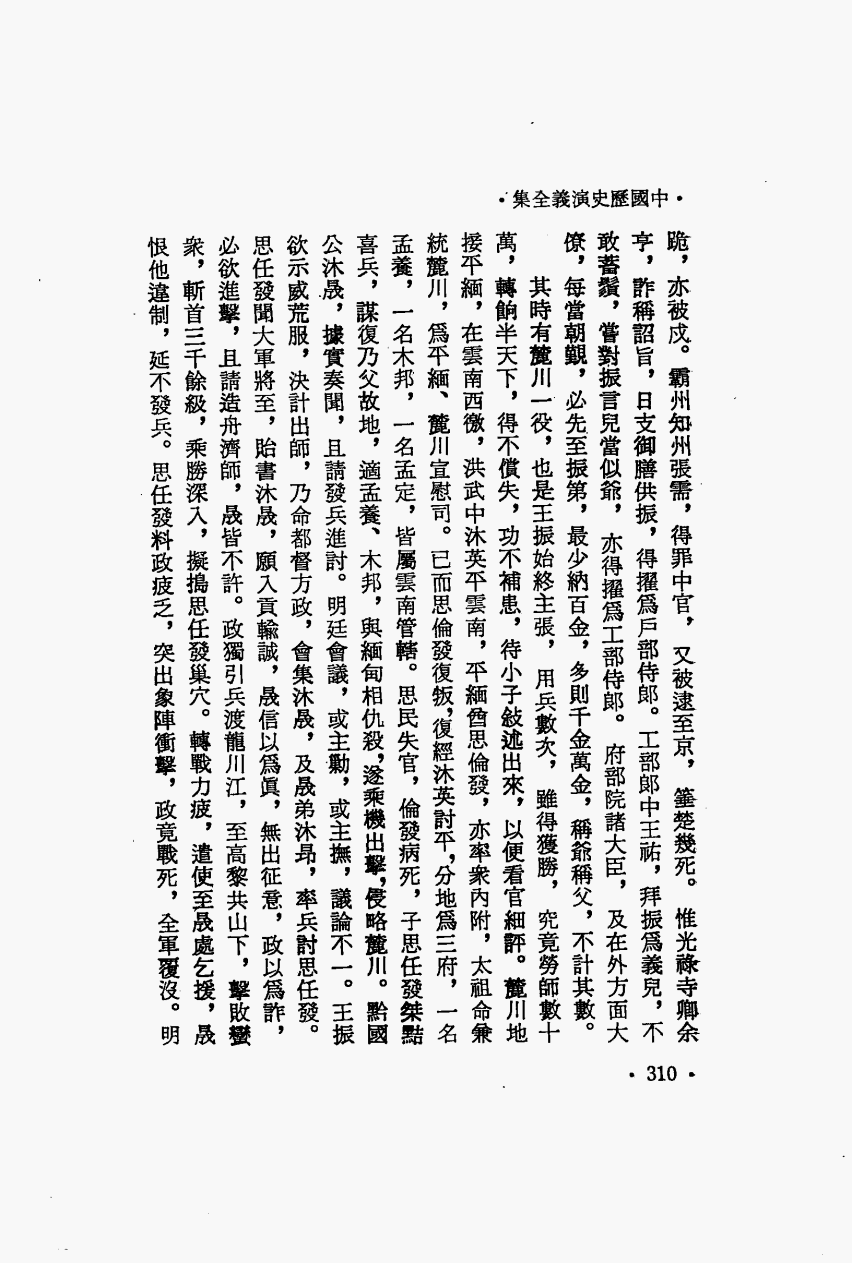 ·中國歷史演義全集·
跪，亦被戍。霸州知州張需，得罪中官，又被逮至京，箠楚幾死。惟光祿寺卿余
亨，詐稱詔旨，日支御膳供振，得擢爲戶部侍郎。工部郎中王祐，拜振爲義兒，不
敢蓄鬚，嘗對振言兒當似爺，亦得擢爲工部侍郎。府部院諸大臣，及在外方面大
僚，每當朝覲，必先至振第，最少納百金，多則千金萬金，稱爺稱父，不計其數。
其時有麓川一役，也是王振始終主張，用兵數次，雖得獲勝，究竟勞師數十
萬，轉餉半天下，得不償失，功不補患，待小子敍述出來，以便看官細評。麓川地
接平緬，在雲南西徼，洪武中沐英平雲南，平緬酋思倫發，亦率衆內附，太祖命兼
統麓川，爲平緬、麓川宣慰司。已而思倫發復叛，復經沐英討平，分地爲三府，一名
孟養，一名木邦，一名孟定，皆屬雲南管轄。思民失官，倫發病死，子思任發桀黠
喜兵，謀復乃父故地，適孟養、木邦，與緬甸相仇殺，遂乘機出擊，侵略麓川。黔國
公沐晟，據實奏聞，且請發兵進討。明廷會議，或主勦，或主撫，議論不一。王振
欲示威荒服，決計出師，乃命都督方政，會集沐晟，及晟弟沐昂，率兵討思任發。
思任發聞大軍將至，貽書沐晟，願入貢輸誠，晟信以爲眞，無出征意，政以爲詐，
必欲進擊，且請造舟濟師，晟皆不許。政獨引兵渡龍川江，至高黎共山下，擊敗蠻
衆，斬首三千餘級，乘勝深入，擬搗思任發巢穴。轉戰力疲，遣使至晟處乞援，晟
恨他違制，延不發兵。思任發料政疲乏，突出象陣衝擊，政竟戰死，全軍覆沒。明
·310·